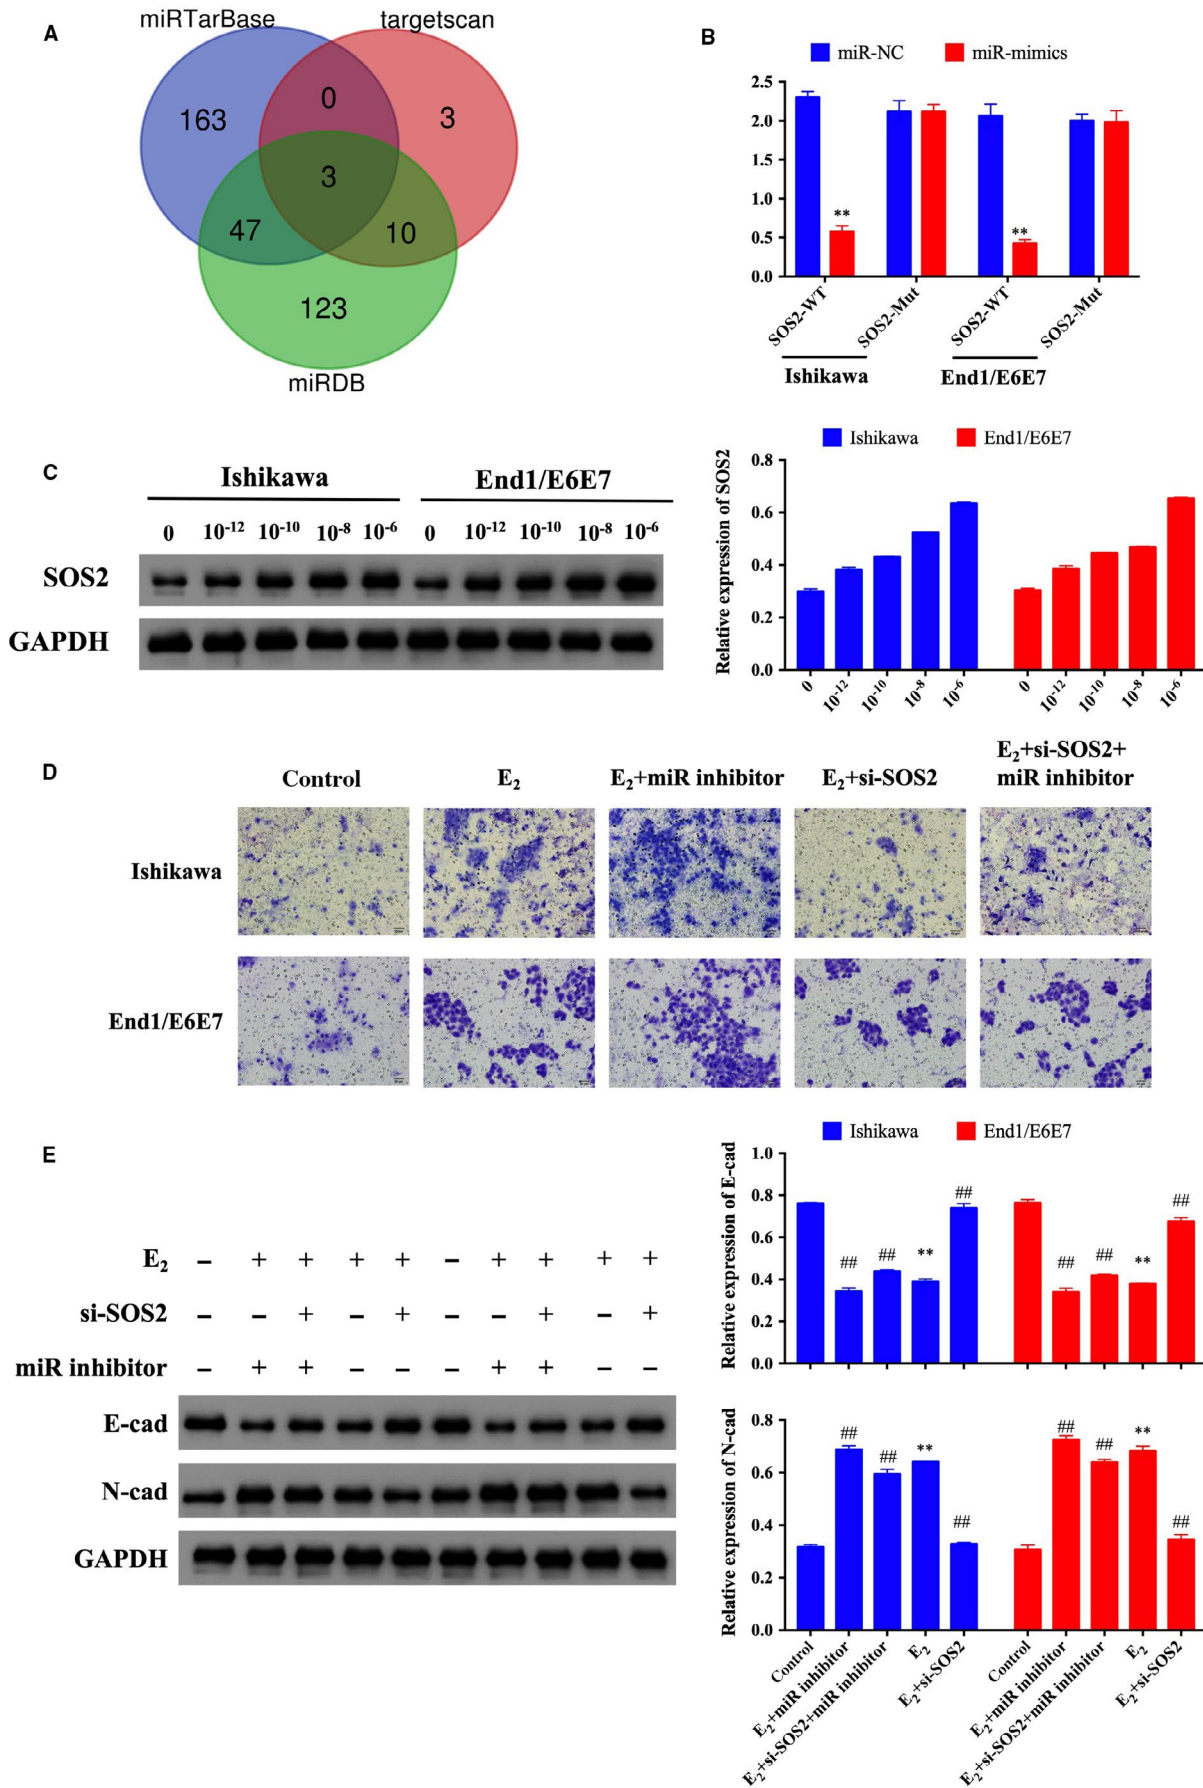 A
miRTarBase
targetscan
163
0
3
3
47
10
123
miRDB
B
miR-NC
miR-mimics
2.5
2.0
1.5
1.0
0.5
0.0
**
**
SOS2-WT
SOS2-Mut
SOS2-WT
SOS2-Mut
Ishikawa
End1/E6E7
C
Ishikawa
End1/E6E7
0 10⁻¹² 10⁻¹⁰ 10⁻⁸ 10⁻⁶ 0 10⁻¹² 10⁻¹⁰ 10⁻⁸ 10⁻⁶
SOS2
GAPDH
Ishikawa
End1/E6E7
Relative expression of SOS2
0.8
0.6
0.4
0.2
0.0
0 10⁻¹² 10⁻¹⁰ 10⁻⁸ 10⁻⁶ 0 10⁻¹² 10⁻¹⁰ 10⁻⁸ 10⁻⁶
D
Control
E₂
E₂+miR inhibitor
E₂+si-SOS2
E₂+si-SOS2+
miR inhibitor
Ishikawa
End1/E6E7
E
E₂ – + + + + – + + + +
si-SOS2 – – + – + – – + – +
miR inhibitor – + + – – – + + – –
E-cad
N-cad
GAPDH
Ishikawa
End1/E6E7
Relative expression of E-cad
1.0
0.8
0.6
0.4
0.2
0.0
## ## ** ## ## ## ** ##
Relative expression of N-cad
0.8
0.6
0.4
0.2
0.0
## ## ** ## ## ## ** ##
Control
E₂+miR inhibitor
E₂+si-SOS2+miR inhibitor
E₂
E₂+si-SOS2
Control
E₂+miR inhibitor
E₂+si-SOS2+miR inhibitor
E₂
E₂+si-SOS2